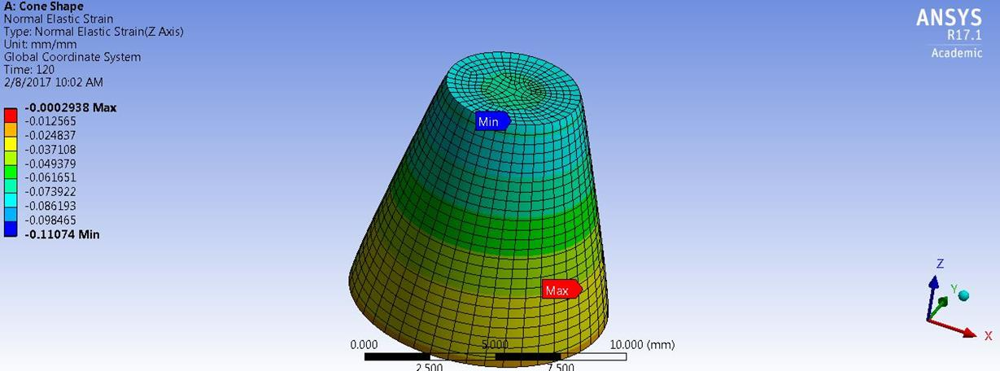 A: Cone Shape
Normal Elastic Strain
Type: Normal Elastic Strain(Z Axis)
Unit: mm/mm
Global Coordinate System
Time: 120
2/8/2017 10:02 AM
-0.0002938 Max
-0.012565
-0.024837
-0.037108
-0.049379
-0.061651
-0.073922
-0.086193
-0.098465
-0.11074 Min
ANSYS
R17.1
Academic
Min
Max
0.000 5.000 10.000 (mm)
2.500 7.500
Z
Y
X